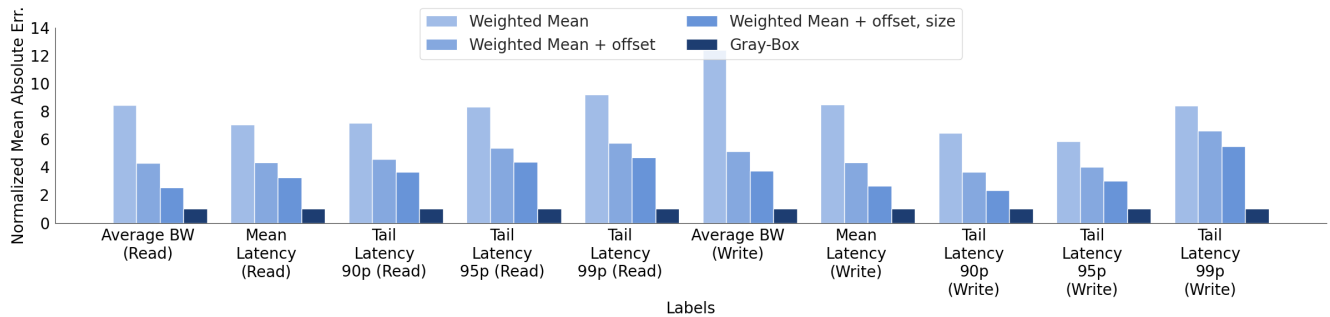 Normalized Mean Absolute Err.
14
12
10
8
6
4
2
0
Weighted Mean
Weighted Mean + offset
Weighted Mean + offset, size
Gray-Box
Average BW
(Read)
Mean
Latency
(Read)
Tail
Latency
90p (Read)
Tail
Latency
95p (Read)
Tail
Latency
99p (Read)
Average BW
(Write)
Mean
Latency
(Write)
Tail
Latency
90p
(Write)
Tail
Latency
95p
(Write)
Tail
Latency
99p
(Write)
Labels